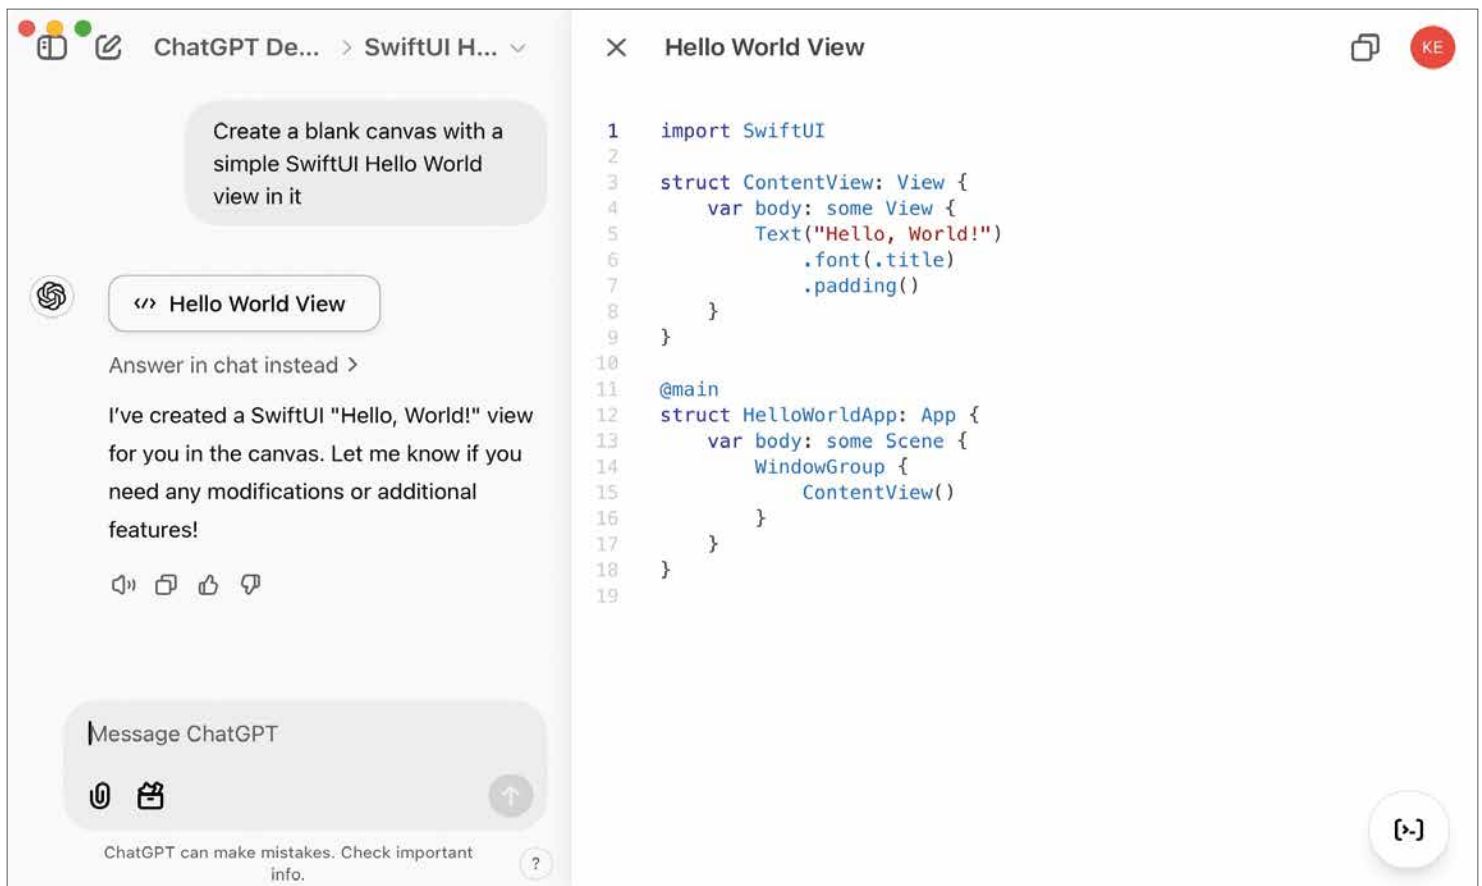 ChatGPT De... > SwiftUI H...
Create a blank canvas with a
simple SwiftUI Hello World
view in it
</> Hello World View
Answer in chat instead >
I've created a SwiftUI "Hello, World!" view
for you in the canvas. Let me know if you
need any modifications or additional
features!
Message ChatGPT
ChatGPT can make mistakes. Check important
info.
?
Hello World View
KE
1 import SwiftUI
2
3 struct ContentView: View {
4     var body: some View {
5         Text("Hello, World!")
6             .font(.title)
7             .padding()
8     }
9 }
10
11 @main
12 struct HelloWorldApp: App {
13     var body: some Scene {
14         WindowGroup {
15             ContentView()
16         }
17     }
18 }
19